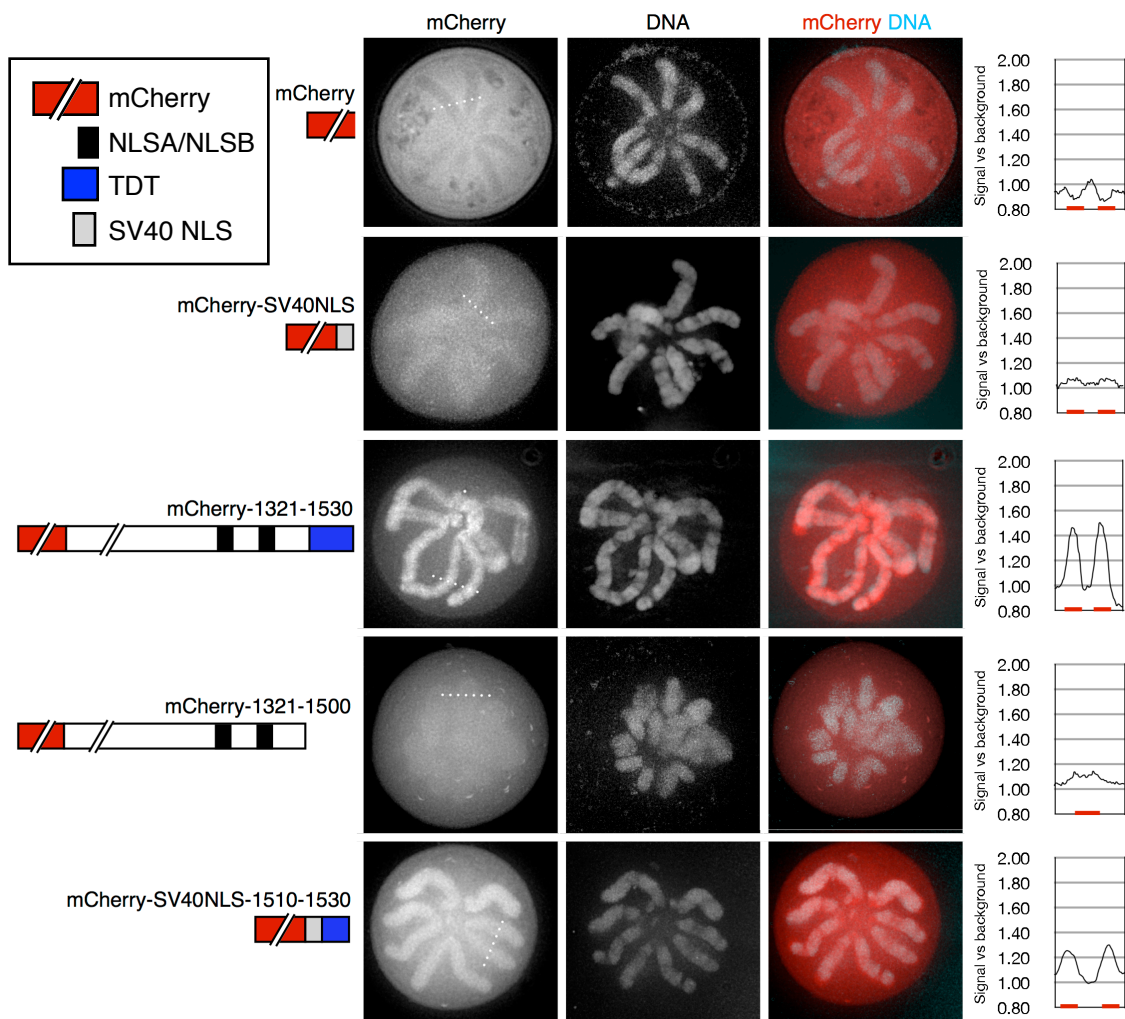 mCherry
DNA
mCherry DNA
mCherry
NLSA/NLSB
TDT
SV40 NLS
mCherry
Signal vs background
2.00
1.80
1.60
1.40
1.20
1.00
0.80
mCherry-SV40NLS
Signal vs background
2.00
1.80
1.60
1.40
1.20
1.00
0.80
mCherry-1321-1530
Signal vs background
2.00
1.80
1.60
1.40
1.20
1.00
0.80
mCherry-1321-1500
Signal vs background
2.00
1.80
1.60
1.40
1.20
1.00
0.80
mCherry-SV40NLS-1510-1530
Signal vs background
2.00
1.80
1.60
1.40
1.20
1.00
0.80